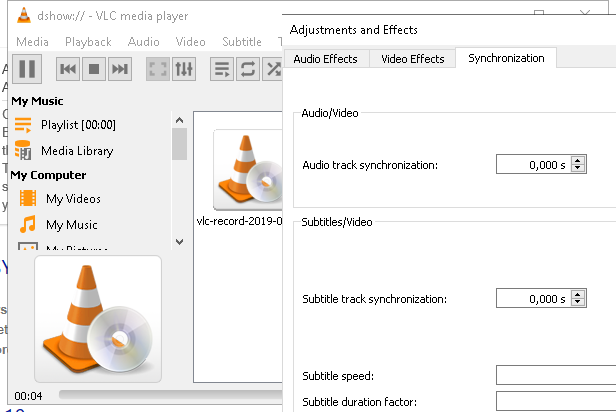 dshow:// - VLC media player
Media Playback Audio Video Subtitle T
My Music
Playlist [00:00]
Media Library
My Computer
My Videos
My Music
My Pictures
vlc-record-2019-0
00:04
Adjustments and Effects
Audio Effects Video Effects Synchronization
Audio/Video
Audio track synchronization: 0,000 s
Subtitles/Video
Subtitle track synchronization: 0,000 s
Subtitle speed:
Subtitle duration factor: